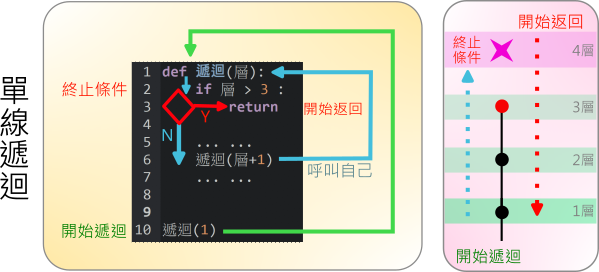 單線遞迴
終止條件
開始遞迴
1 def 遞迴(層):
2 if 層 > 3 :
3 return
4
5 ... ...
6 遞迴(層+1)
7 ... ...
8
9
10 遞迴(1)
Y
N
開始返回
呼叫自己
開始返回
終止
條件
4層
3層
2層
1層
開始遞迴